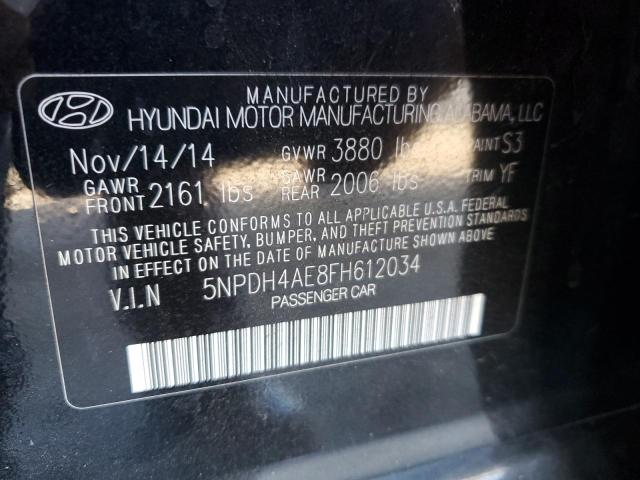 MANUFACTURED BY
HYUNDAI MOTOR MANUFACTURING ALABAMA, LLC
Nov/14/14 GVWR 3880 lbs PAINT S3
GAWR FRONT 2161 lbs GAWR REAR 2006 lbs TRIM YF
THIS VEHICLE CONFORMS TO ALL APPLICABLE U.S.A. FEDERAL
MOTOR VEHICLE SAFETY, BUMPER, AND THEFT PREVENTION STANDARDS
IN EFFECT ON THE DATE OF MANUFACTURE SHOWN ABOVE
V.I.N 5NPDH4AE8FH612034
PASSENGER CAR